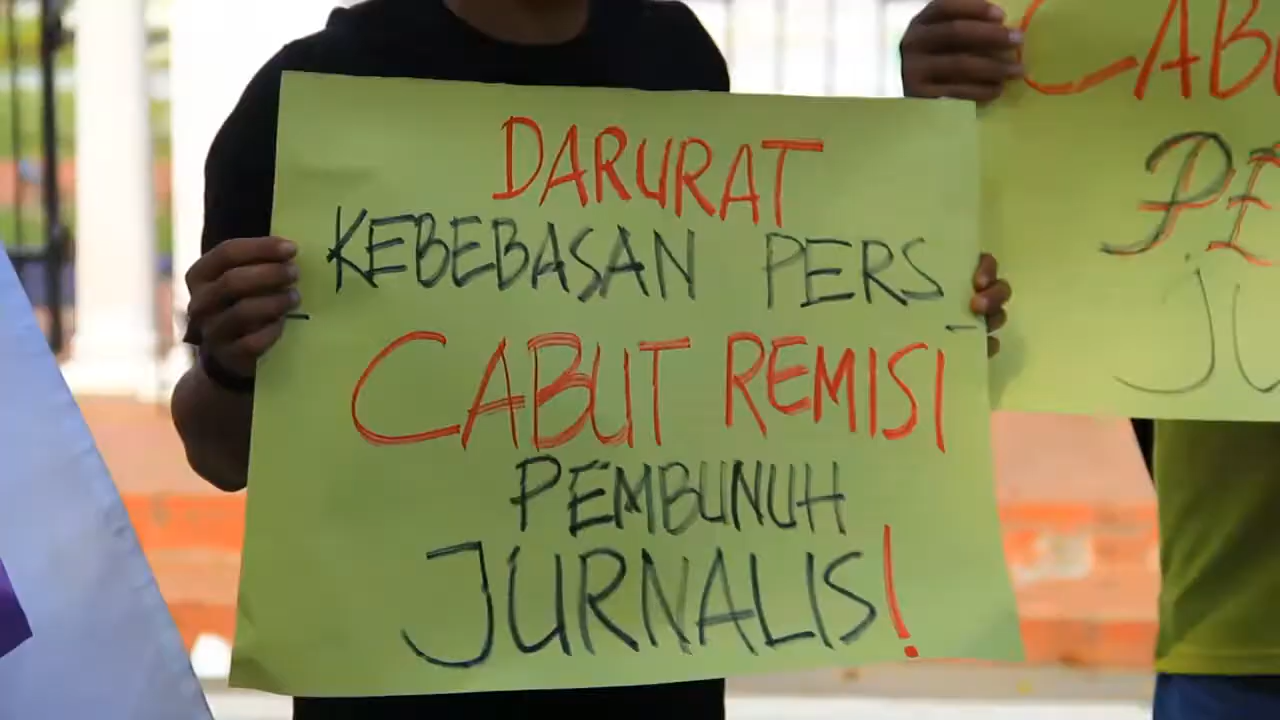 DARURAT
KEBEBASAN PERS
CABUT REMISI
PEMBUNUH
JURNALIS!